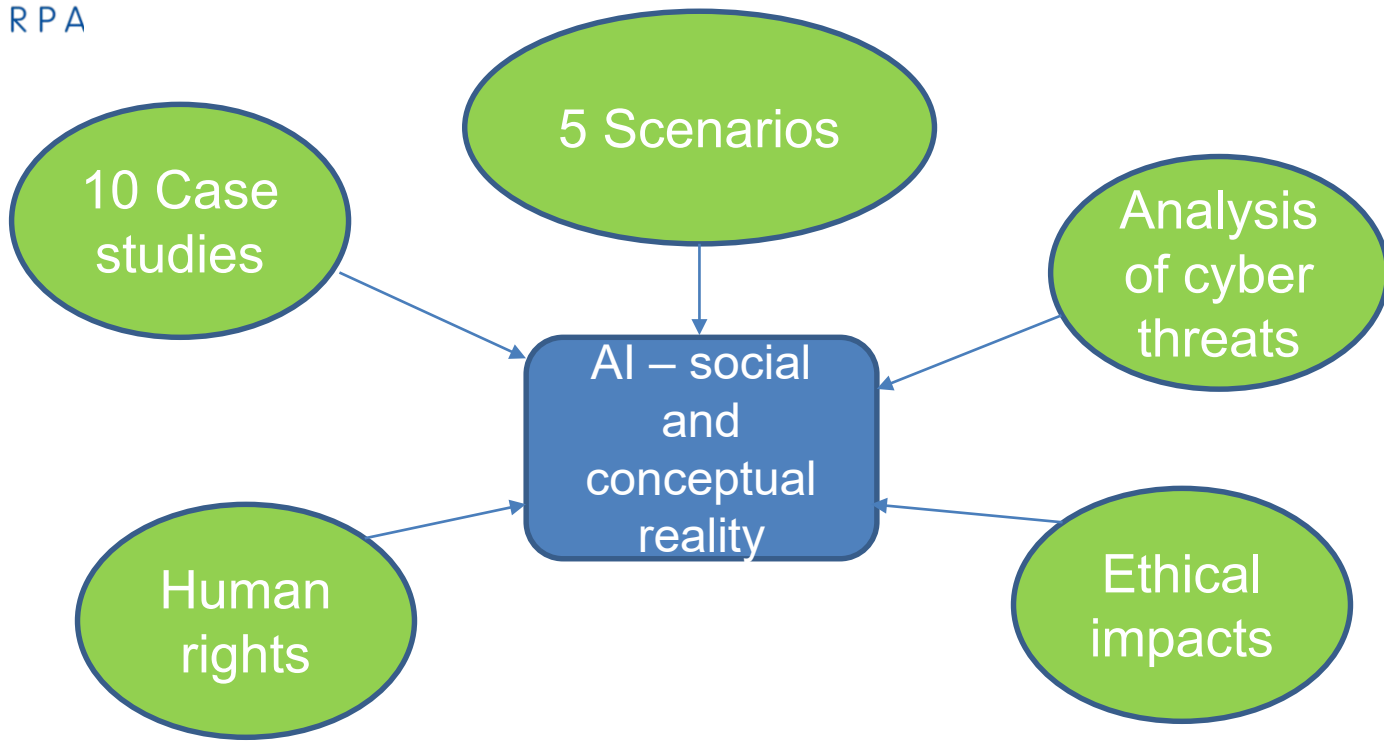 RPA
5 Scenarios
10 Case
studies
Analysis
of cyber
threats
AI – social
and
conceptual
reality
Human
rights
Ethical
impacts